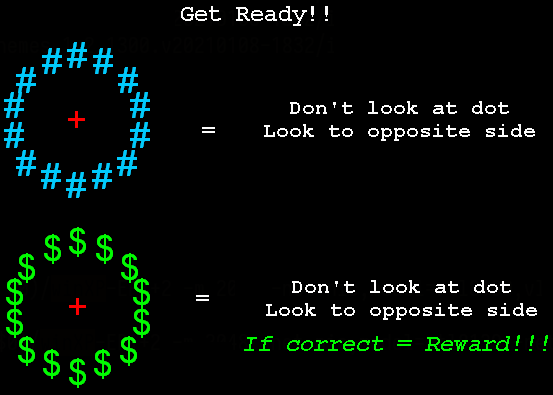 Get Ready!!
# # # # # # # # # # # # # #
+
=
Don't look at dot
Look to opposite side
$ $ $ $ $ $ $ $ $ $ $ $ $ $
+
=
Don't look at dot
Look to opposite side
If correct = Reward!!!